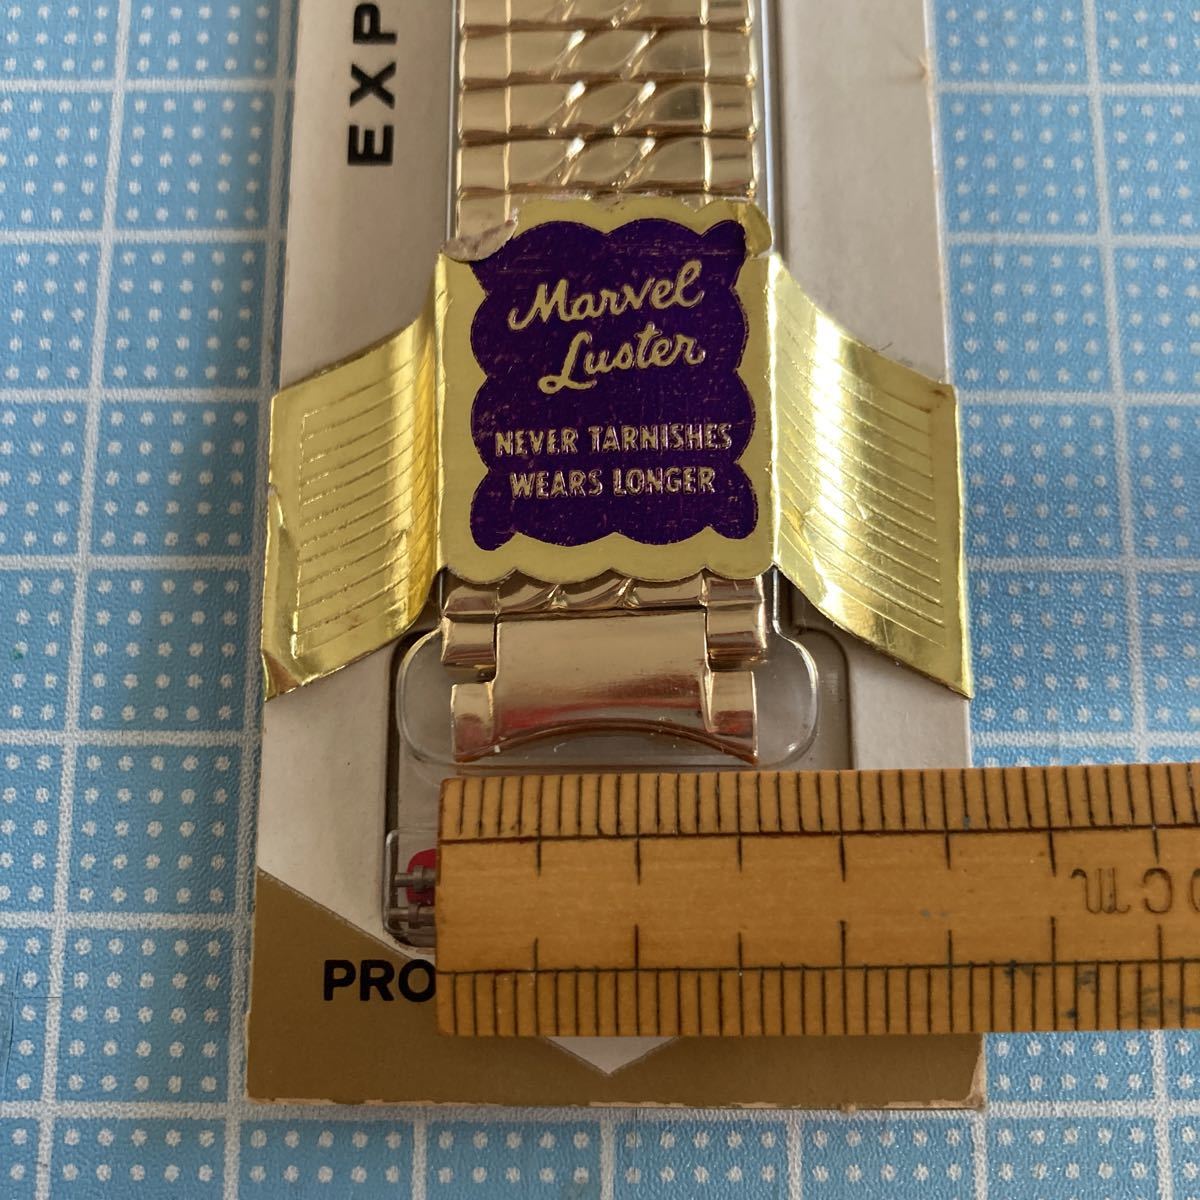 EXP
Marvel
Luster
NEVER TARNISHES
WEARS LONGER
cm
PRO